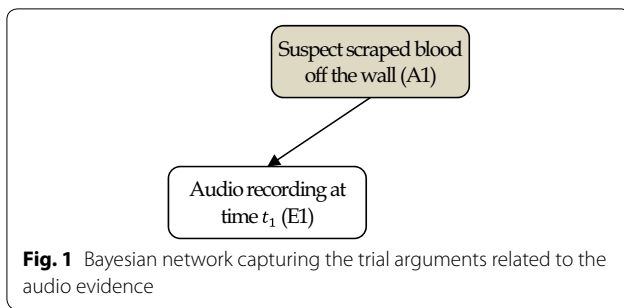 Suspect scraped blood
off the wall (A1)
Audio recording at
time t₁ (E1)
Fig. 1 Bayesian network capturing the trial arguments related to the
audio evidence